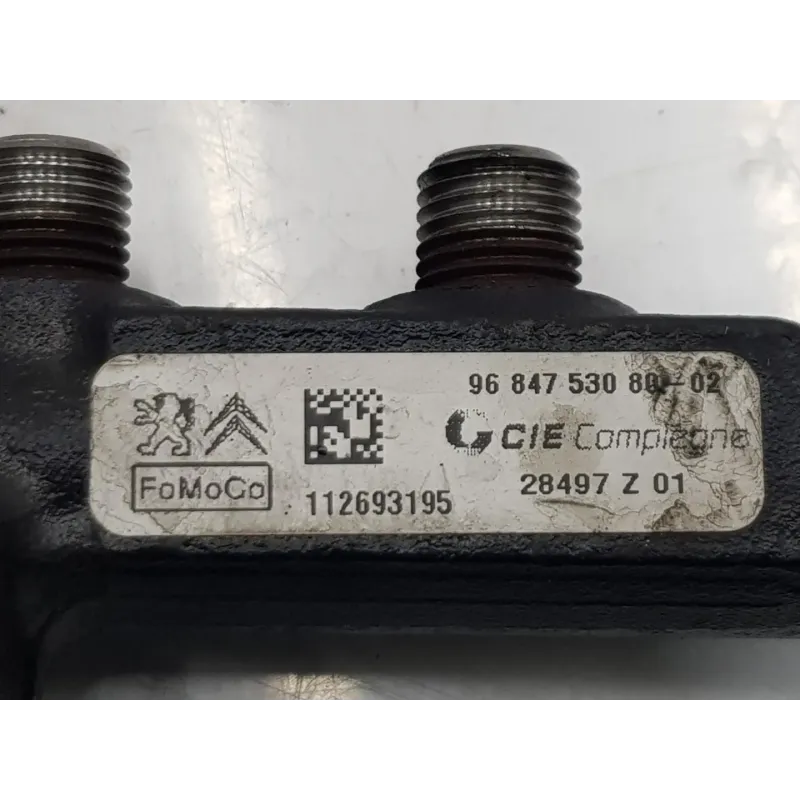 96 847 530 80-02
CIE Compiegne
FoMoCo
112693195
28497 Z 01